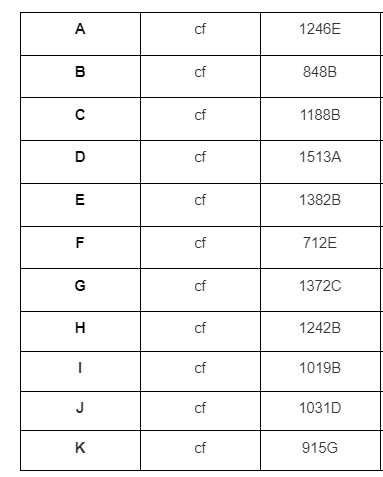 A cf 1246E
B cf 848B
C cf 1188B
D cf 1513A
E cf 1382B
F cf 712E
G cf 1372C
H cf 1242B
I cf 1019B
J cf 1031D
K cf 915G